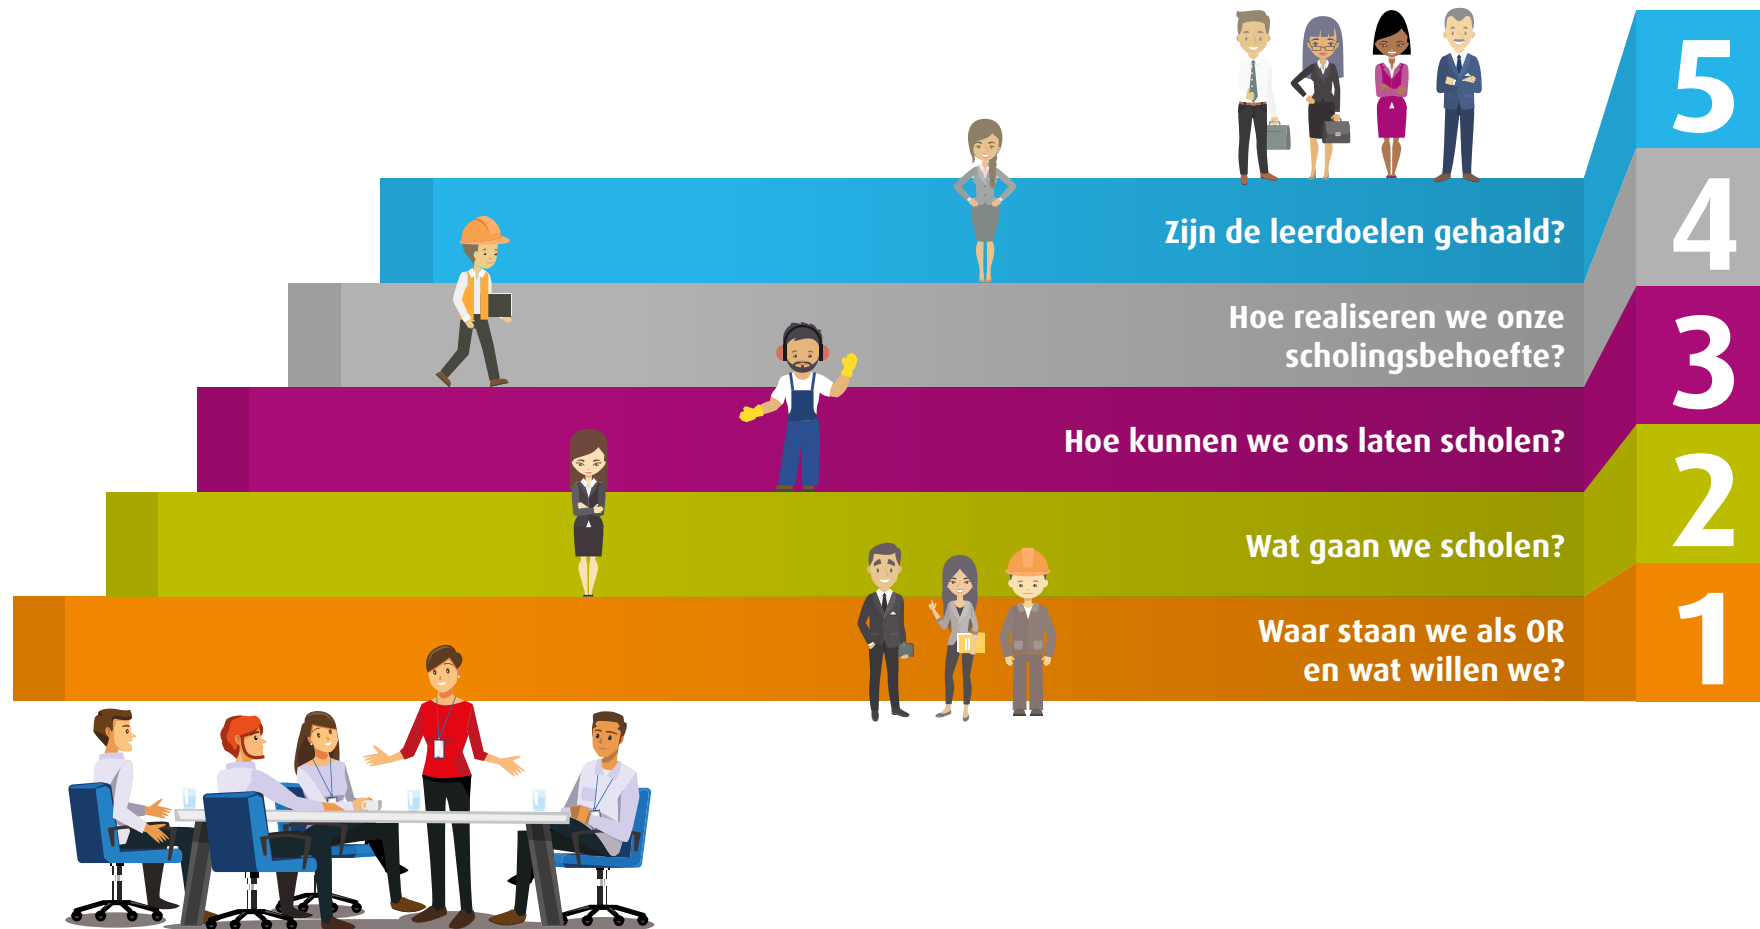 5
Zijn de leerdoelen gehaald?
4
Hoe realiseren we onze
scholingsbehoefte?
3
Hoe kunnen we ons laten scholen?
2
Wat gaan we scholen?
1
Waar staan we als OR
en wat willen we?